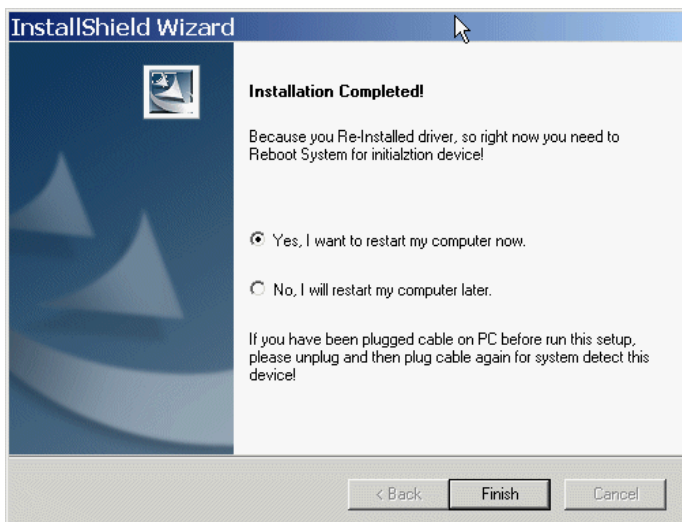 InstallShield Wizard
Installation Completed!
Because you Re-Installed driver, so right now you need to
Reboot System for initialztion device!
Yes, I want to restart my computer now.
No, I will restart my computer later.
If you have been plugged cable on PC before run this setup,
please unplug and then plug cable again for system detect this
device!
< Back Finish Cancel